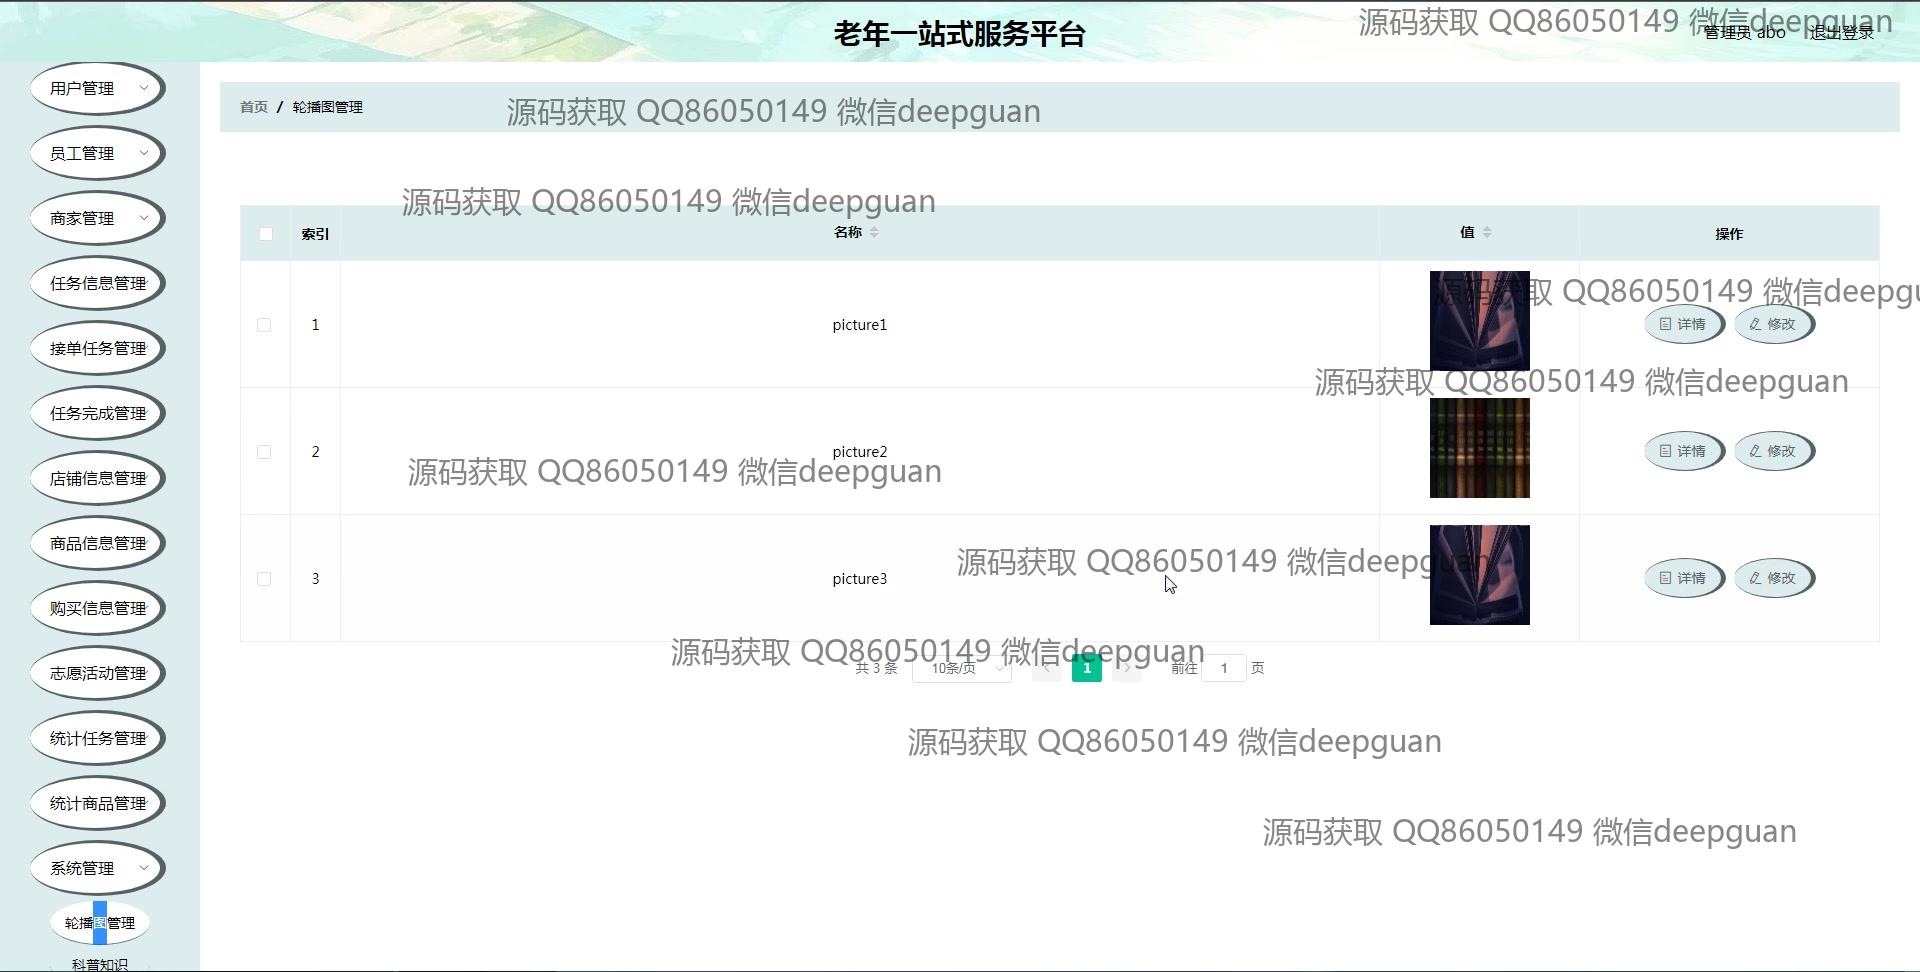 老年一站式服务平台
源码获取 QQ86050149 微信deepguan
管理员 abo 退出登录
用户管理
首页 / 轮播图管理
源码获取 QQ86050149 微信deepguan
员工管理
源码获取 QQ86050149 微信deepguan
商家管理
索引 名称 值 操作
任务信息管理
源码获取 QQ86050149 微信deepgu
1 picture1 详情 修改
接单任务管理
源码获取 QQ86050149 微信deepguan
任务完成管理
2 picture2 详情 修改
源码获取 QQ86050149 微信deepguan
店铺信息管理
商品信息管理
源码获取 QQ86050149 微信deepguan
3 picture3 详情 修改
购买信息管理
源码获取 QQ86050149 微信deepguan
共 3 条 10条/页 1 前往 1 页
志愿活动管理
统计任务管理
源码获取 QQ86050149 微信deepguan
统计商品管理
源码获取 QQ86050149 微信deepguan
系统管理
轮播图管理
科普知识